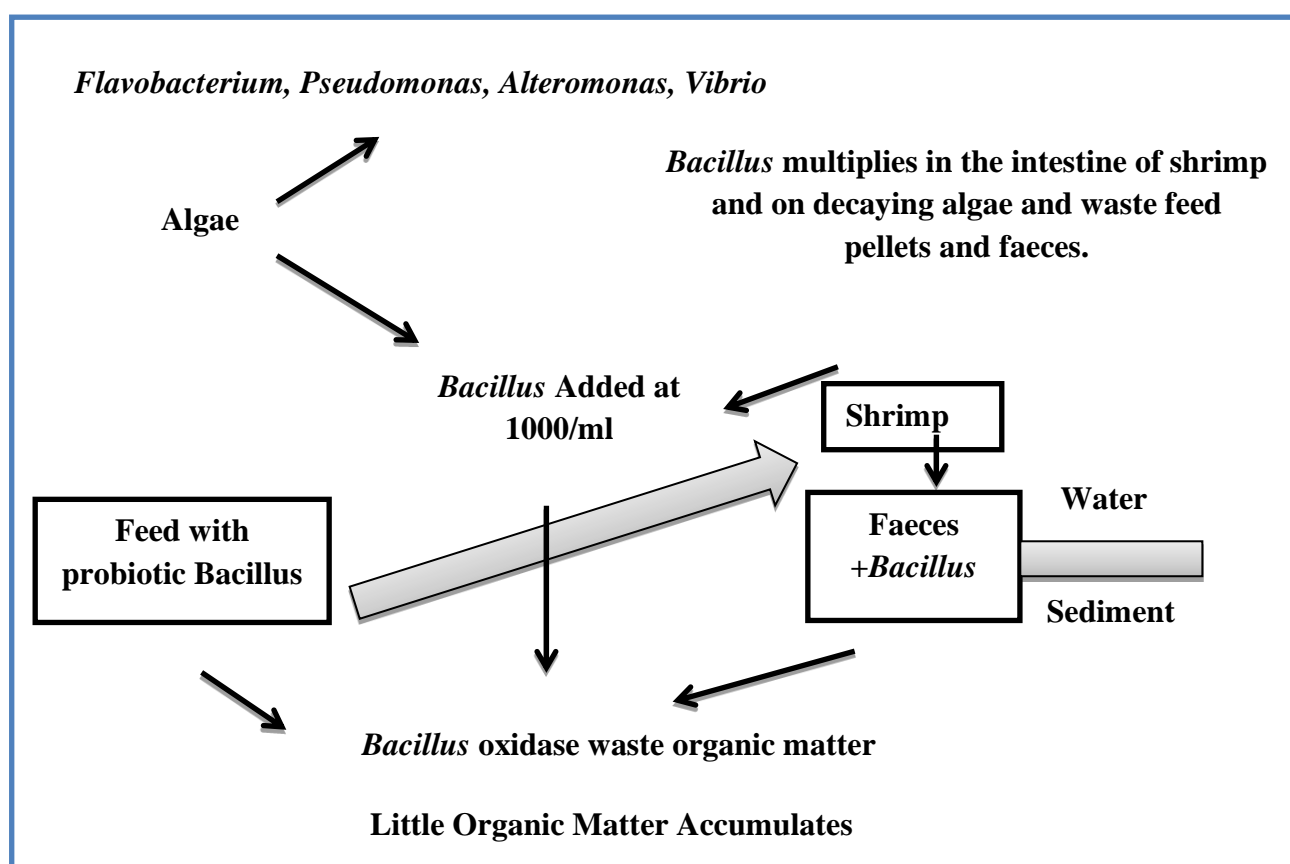 Flavobacterium, Pseudomonas, Alteromonas, Vibrio
Bacillus multiplies in the intestine of shrimp
and on decaying algae and waste feed
pellets and faeces.
Algae
Bacillus Added at
1000/ml
Shrimp
Feed with
probiotic Bacillus
Faeces
+Bacillus
Water
Sediment
Bacillus oxidase waste organic matter
Little Organic Matter Accumulates